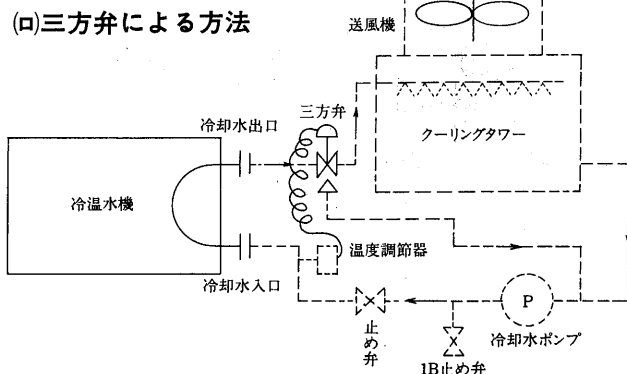 ㈺三方弁による方法
送風機
三方弁
冷却水出口
クーリングタワー
冷温水機
温度調節器
冷却水入口
P
止め弁
冷却水ポンプ
1B止め弁